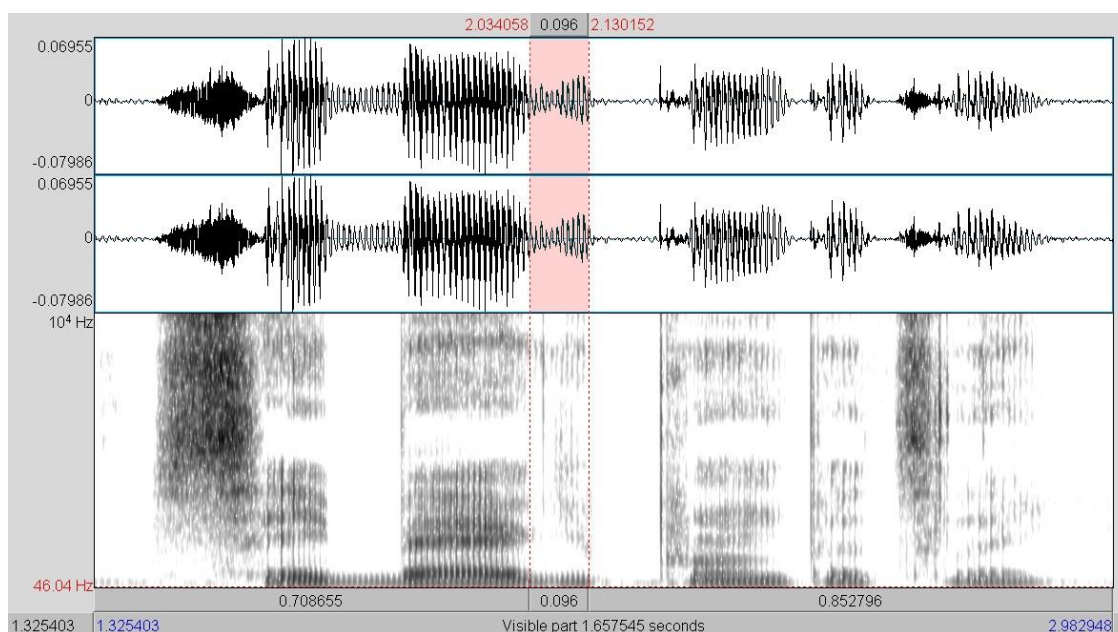 2.034058 0.096 2.130152
0.06955
0
-0.07986
0.06955
0
-0.07986
10⁴ Hz
46.04 Hz
0.708655 0.096 0.852796
1.325403 1.325403 Visible part 1.657545 seconds 2.982948